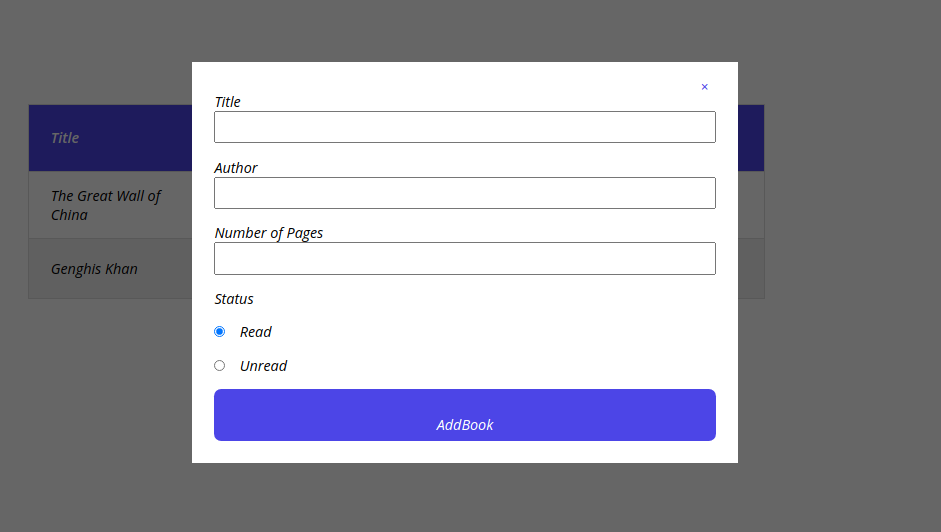 ×
Title
Author
Number of Pages
Status
Read
Unread
AddBook
Title
The Great Wall of
China
Genghis Khan